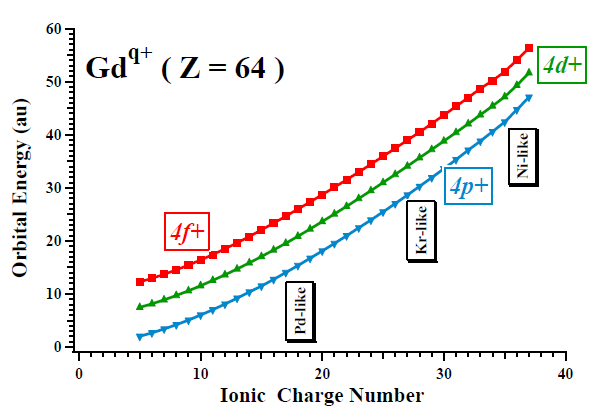 Gd^q+ ( Z = 64 )
Orbital Energy (au)
60
50
40
30
20
10
0
4d+
4f+
4p+
Ni-like
Kr-like
Pd-like
0 10 20 30 40
Ionic Charge Number